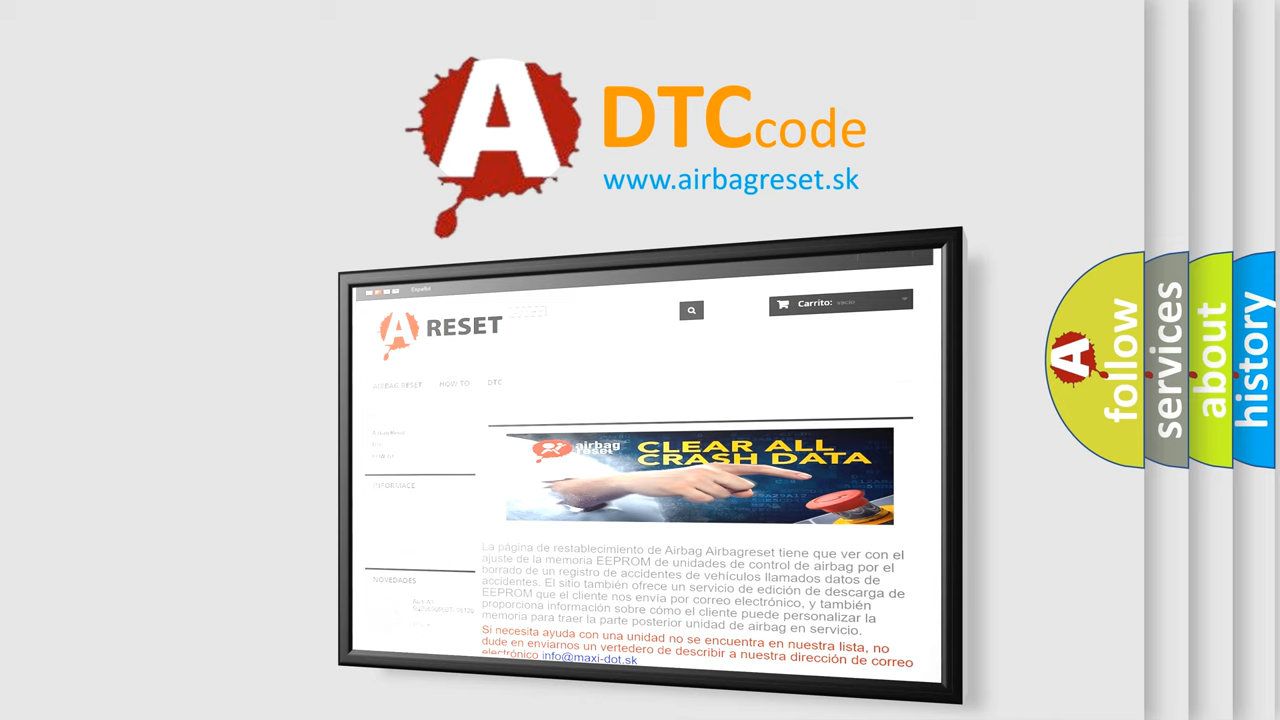 A
DTCcode
www.airbagreset.sk
Español
A RESET
Carrito: vacío
AIRBAG RESET HOW TO DTC
Airbag Reset
INFORMACE
NOVEDADES
airbag
reset
CLEAR ALL
CRASH DATA
La página de restablecimiento de Airbag Airbagreset tiene que ver con el
ajuste de la memoria EEPROM de unidades de control de airbag por el
borrado de un registro de accidentes de vehículos llamados datos de
accidentes. El sitio también ofrece un servicio de edición de descarga de
EEPROM que el cliente nos envía por correo electrónico, y también
proporciona información sobre cómo el cliente puede personalizar la
memoria para traer la parte posterior unidad de airbag en servicio.
Si necesita ayuda con una unidad no se encuentra en nuestra lista, no
dude en enviarnos un vertedero de describir a nuestra dirección de correo
electrónico info@maxi-dot.sk
A
follow
services
about
history